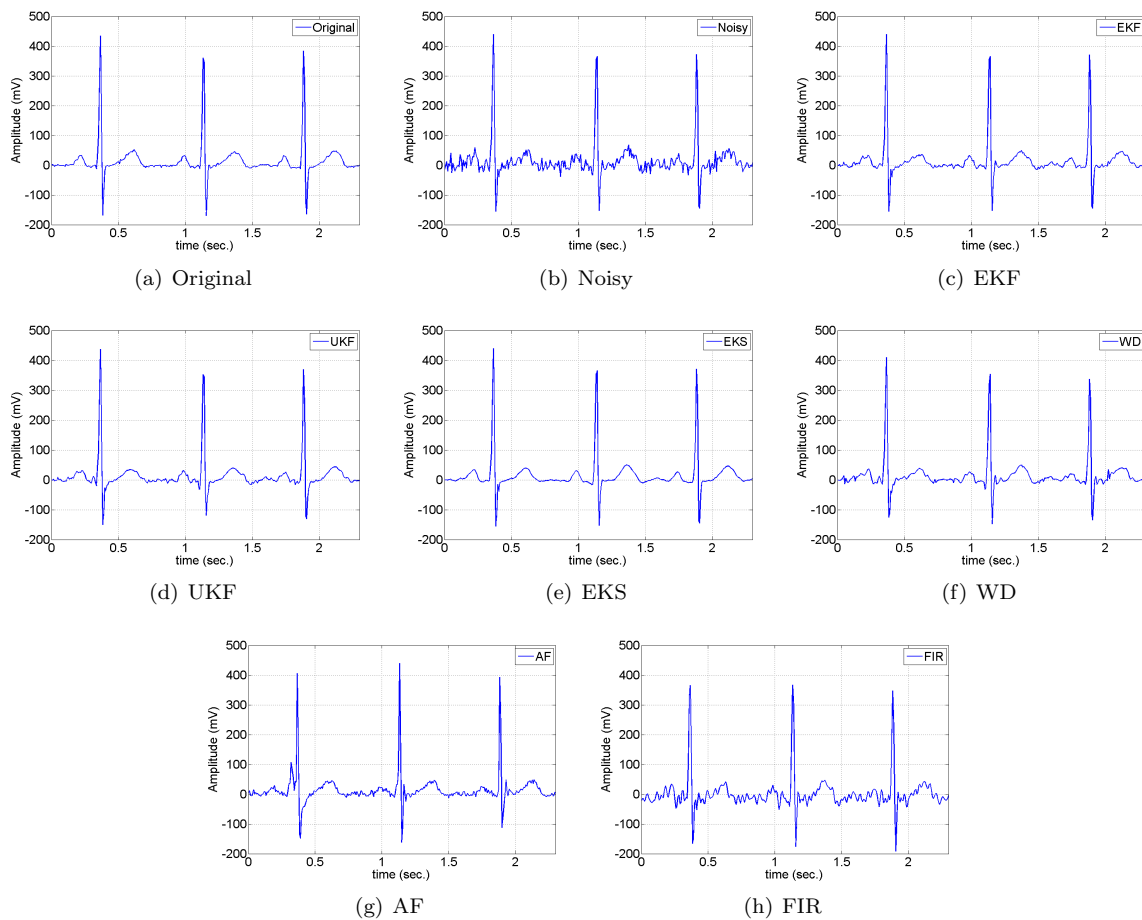 500
400
300
200
100
0
-100
-200
Amplitude (mV)
0 0.5 1 1.5 2
time (sec.)
Original
(a) Original
500
400
300
200
100
0
-100
-200
Amplitude (mV)
0 0.5 1 1.5 2
time (sec.)
Noisy
(b) Noisy
500
400
300
200
100
0
-100
-200
Amplitude (mV)
0 0.5 1 1.5 2
time (sec.)
EKF
(c) EKF
500
400
300
200
100
0
-100
-200
Amplitude (mV)
0 0.5 1 1.5 2
time (sec.)
UKF
(d) UKF
500
400
300
200
100
0
-100
-200
Amplitude (mV)
0 0.5 1 1.5 2
time (sec.)
EKS
(e) EKS
500
400
300
200
100
0
-100
-200
Amplitude (mV)
0 0.5 1 1.5 2
time (sec.)
WD
(f) WD
500
400
300
200
100
0
-100
-200
Amplitude (mV)
0 0.5 1 1.5 2
time (sec.)
AF
(g) AF
500
400
300
200
100
0
-100
-200
Amplitude (mV)
0 0.5 1 1.5 2
time (sec.)
FIR
(h) FIR